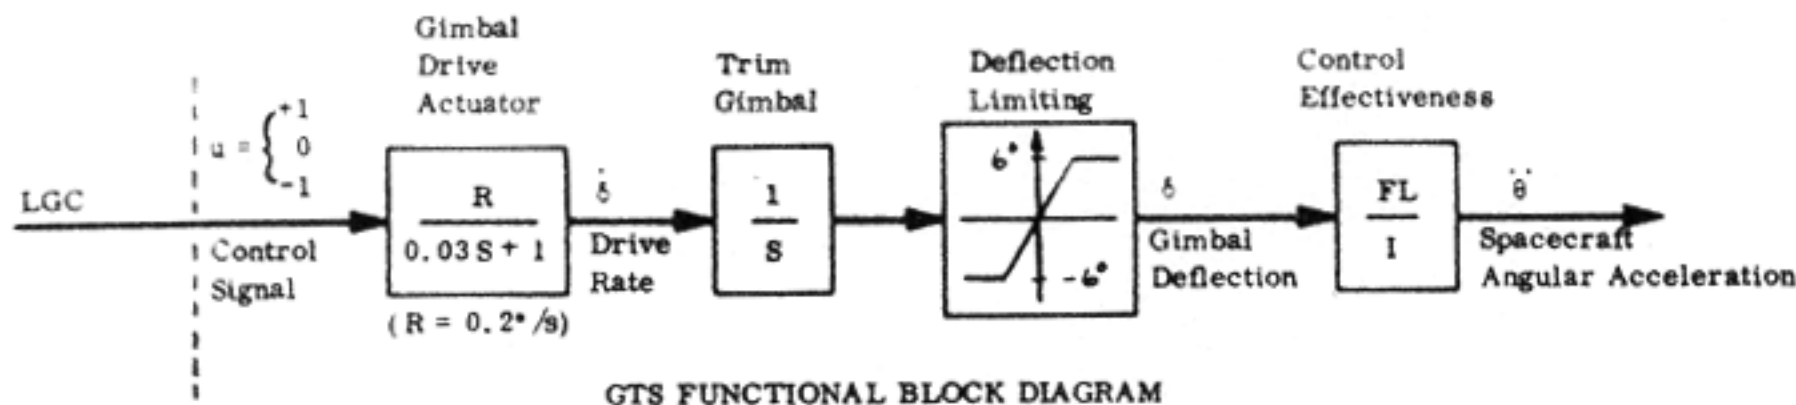 Gimbal
Drive
Actuator
Trim
Gimbal
Deflection
Limiting
Control
Effectiveness
u = { +1
0
-1
LGC
Control
Signal
R
0.03 S + 1
(R = 0.2°/s)
δ̇
Drive
Rate
1
S
6°
-6°
δ
Gimbal
Deflection
FL
I
θ̈
Spacecraft
Angular Acceleration
GTS FUNCTIONAL BLOCK DIAGRAM